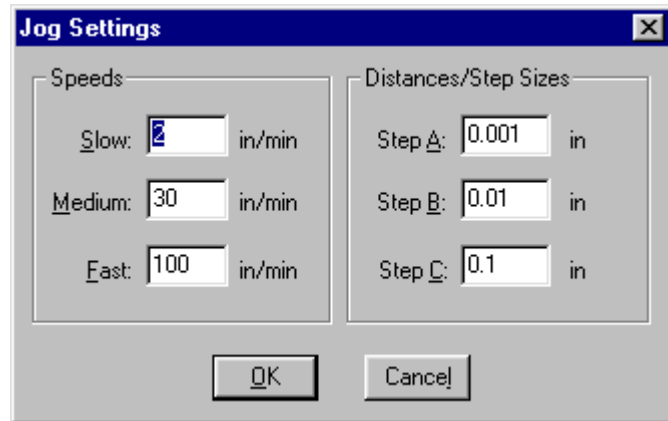 Jog Settings
Speeds
Slow: 2 in/min
Medium: 30 in/min
Fast: 100 in/min
Distances/Step Sizes
Step A: 0.001 in
Step B: 0.01 in
Step C: 0.1 in
OK
Cancel